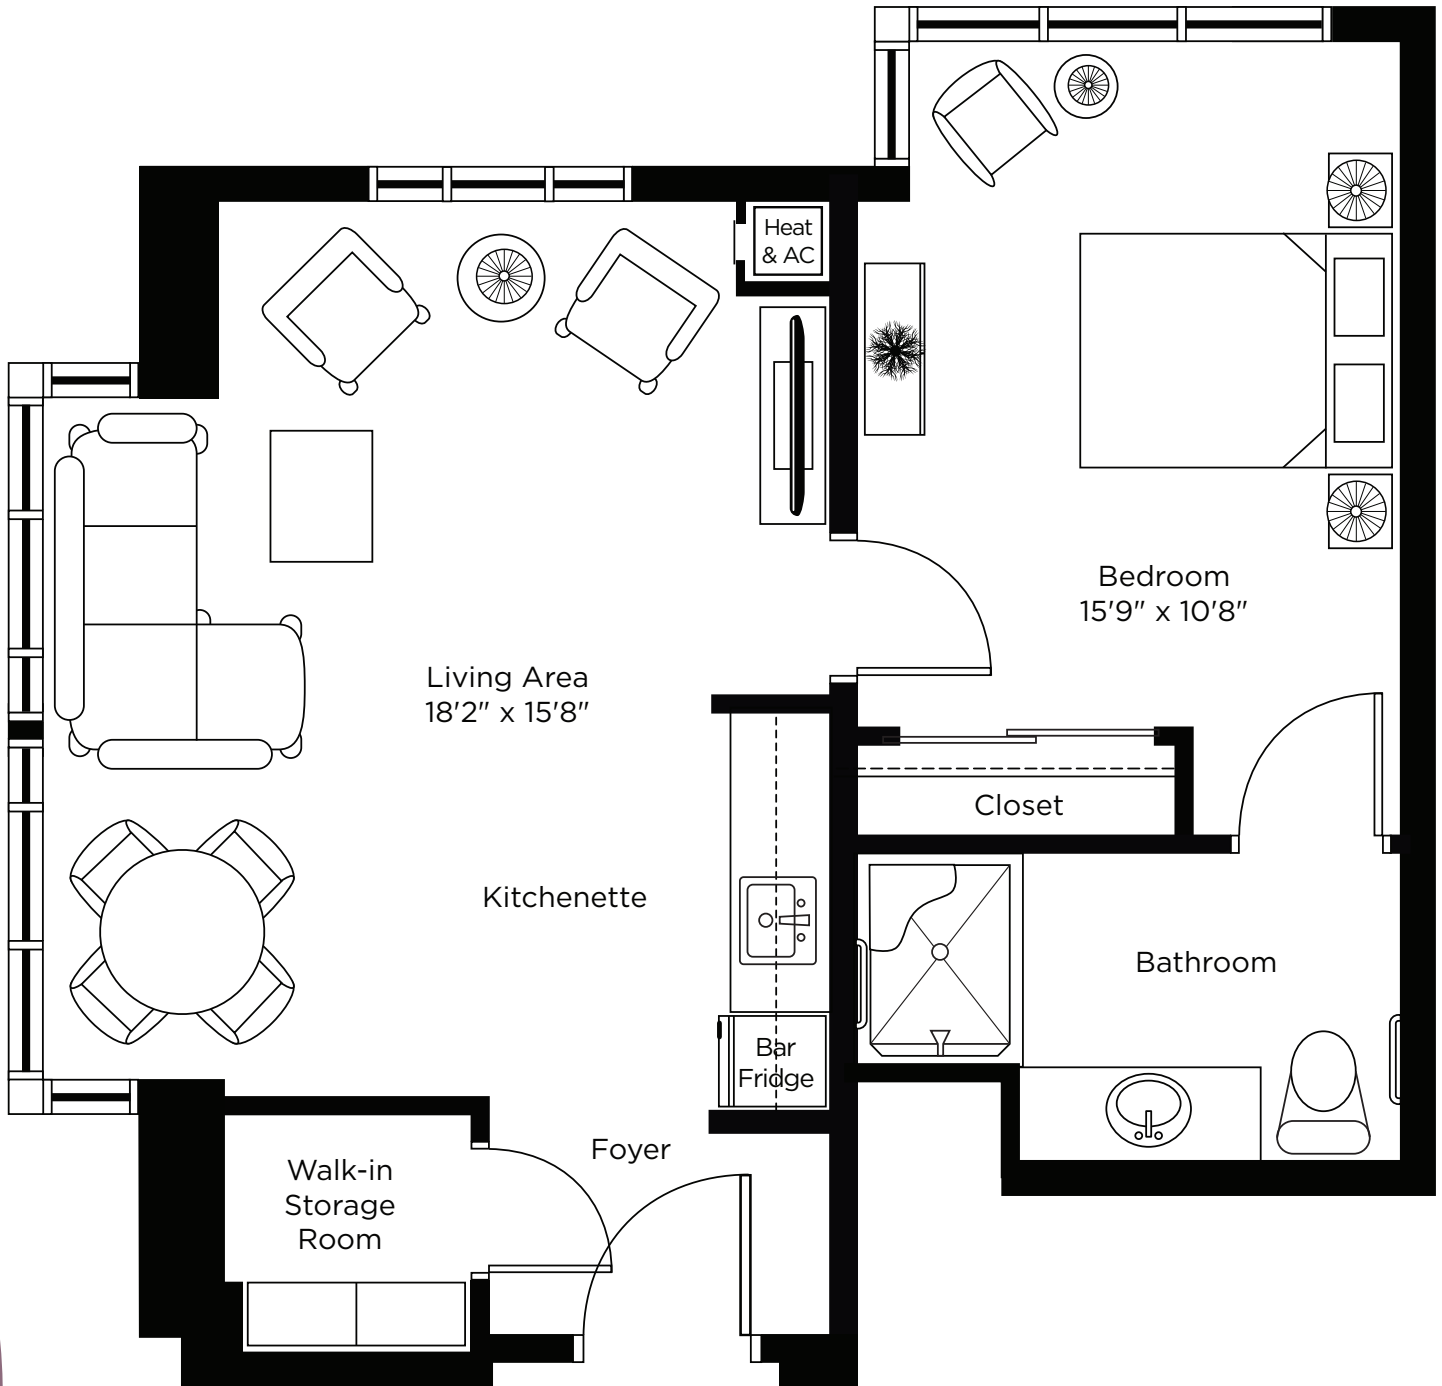 Heat
& AC
Bedroom
15'9" x 10'8"
Living Area
18'2" x 15'8"
Closet
Kitchenette
Bathroom
Bar
Fridge
Foyer
Walk-in
Storage
Room